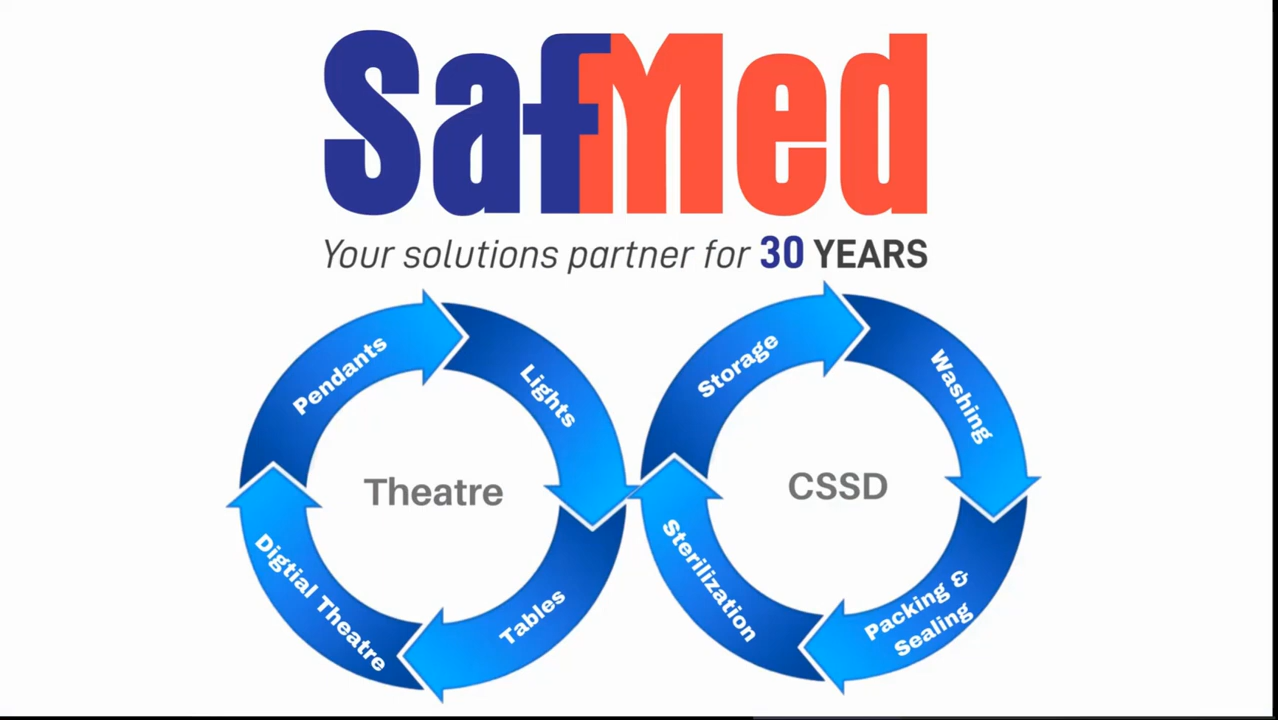 SafMed
Your solutions partner for 30 YEARS
Pendants
Lights
Theatre
Digtial Theatre
Tables
Storage
Washing
CSSD
Sterilization
Packing &
Sealing